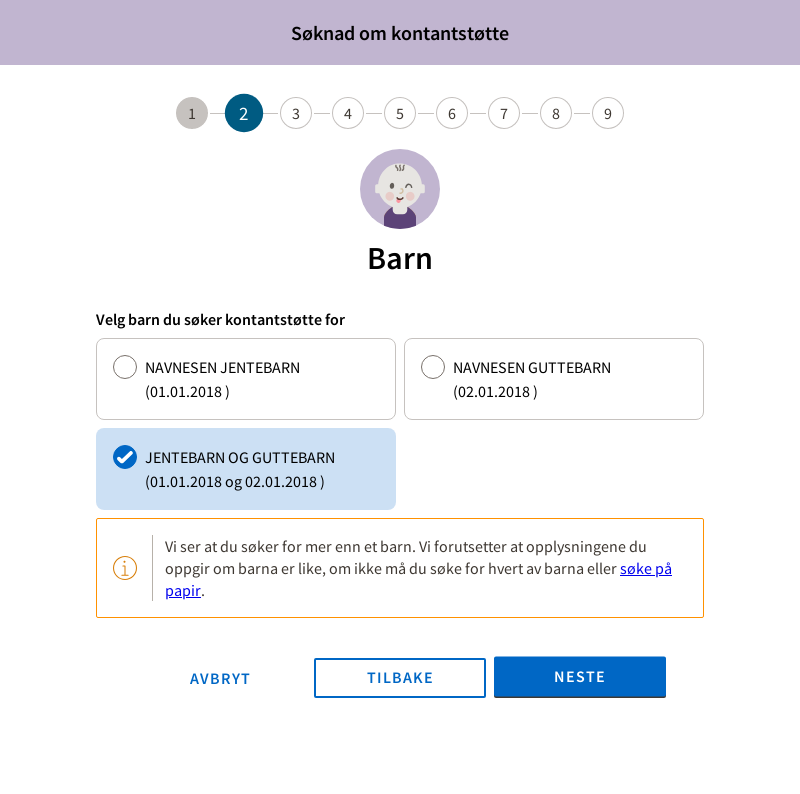 Søknad om kontantstøtte
1 2 3 4 5 6 7 8 9
Barn
Velg barn du søker kontantstøtte for
NAVNESEN JENTEBARN
(01.01.2018 )
NAVNESEN GUTTEBARN
(02.01.2018 )
JENTEBARN OG GUTTEBARN
(01.01.2018 og 02.01.2018 )
Vi ser at du søker for mer enn et barn. Vi forutsetter at opplysningene du
oppgir om barna er like, om ikke må du søke for hvert av barna eller søke på
papir.
AVBRYT TILBAKE NESTE